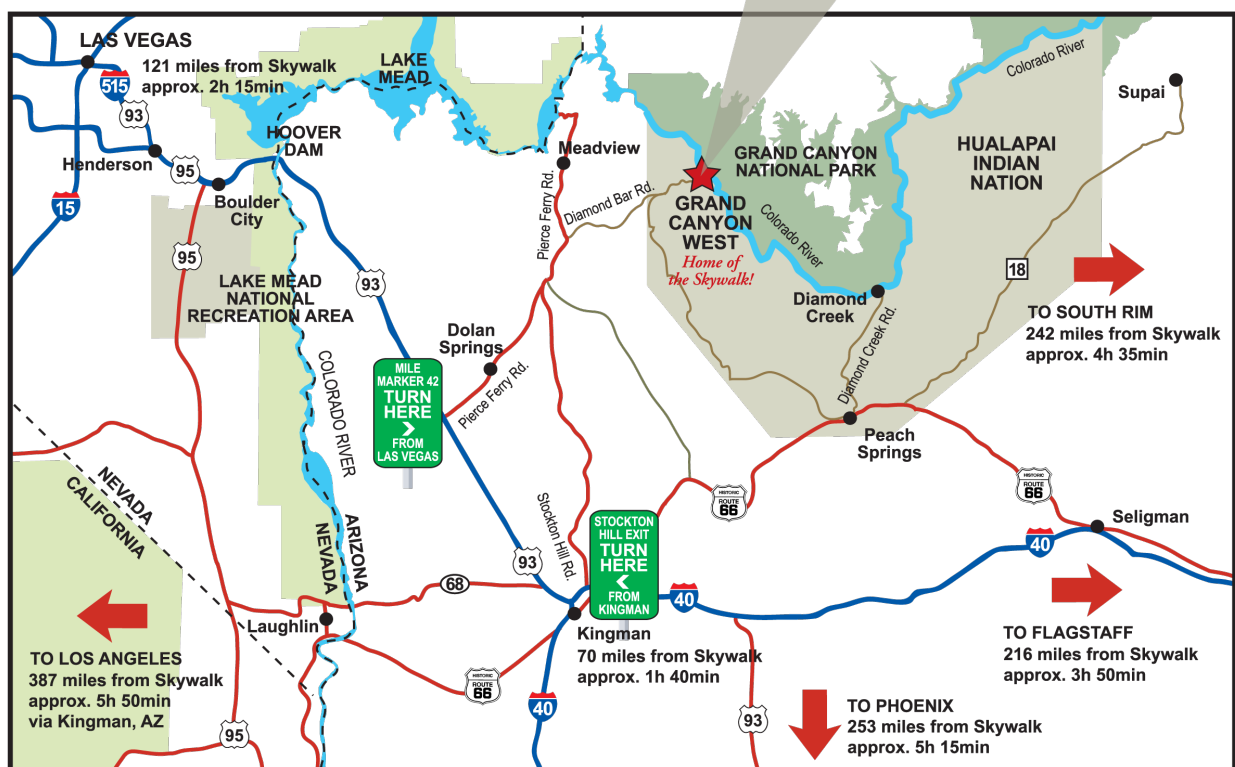 LAS VEGAS
121 miles from Skywalk
approx. 2h 15min
515
93
Henderson
95
15
Boulder
City
HOOVER
DAM
LAKE
MEAD
95
LAKE MEAD
NATIONAL
RECREATION AREA
93
COLORADO RIVER
Meadview
Pierce Ferry Rd.
Diamond Bar Rd.
GRAND CANYON
NATIONAL PARK
GRAND
CANYON
WEST
Home of
the Skywalk!
Colorado River
Colorado River
Supai
HUALAPAI
INDIAN
NATION
18
Diamond
Creek
Diamond Creek Rd.
TO SOUTH RIM
242 miles from Skywalk
approx. 4h 35min
Dolan
Springs
Pierce Ferry Rd.
MILE
MARKER 42
TURN
HERE
>
FROM
LAS VEGAS
Peach
Springs
HISTORIC
ROUTE
66
HISTORIC
ROUTE
66
Seligman
40
NEVADA
CALIFORNIA
ARIZONA
NEVADA
Stockton Hill Rd.
STOCKTON
HILL EXIT
TURN
HERE
<
FROM
KINGMAN
93
68
40
Laughlin
Kingman
70 miles from Skywalk
approx. 1h 40min
HISTORIC
ROUTE
66
40
TO LOS ANGELES
387 miles from Skywalk
approx. 5h 50min
via Kingman, AZ
95
93
TO FLAGSTAFF
216 miles from Skywalk
approx. 3h 50min
TO PHOENIX
253 miles from Skywalk
approx. 5h 15min